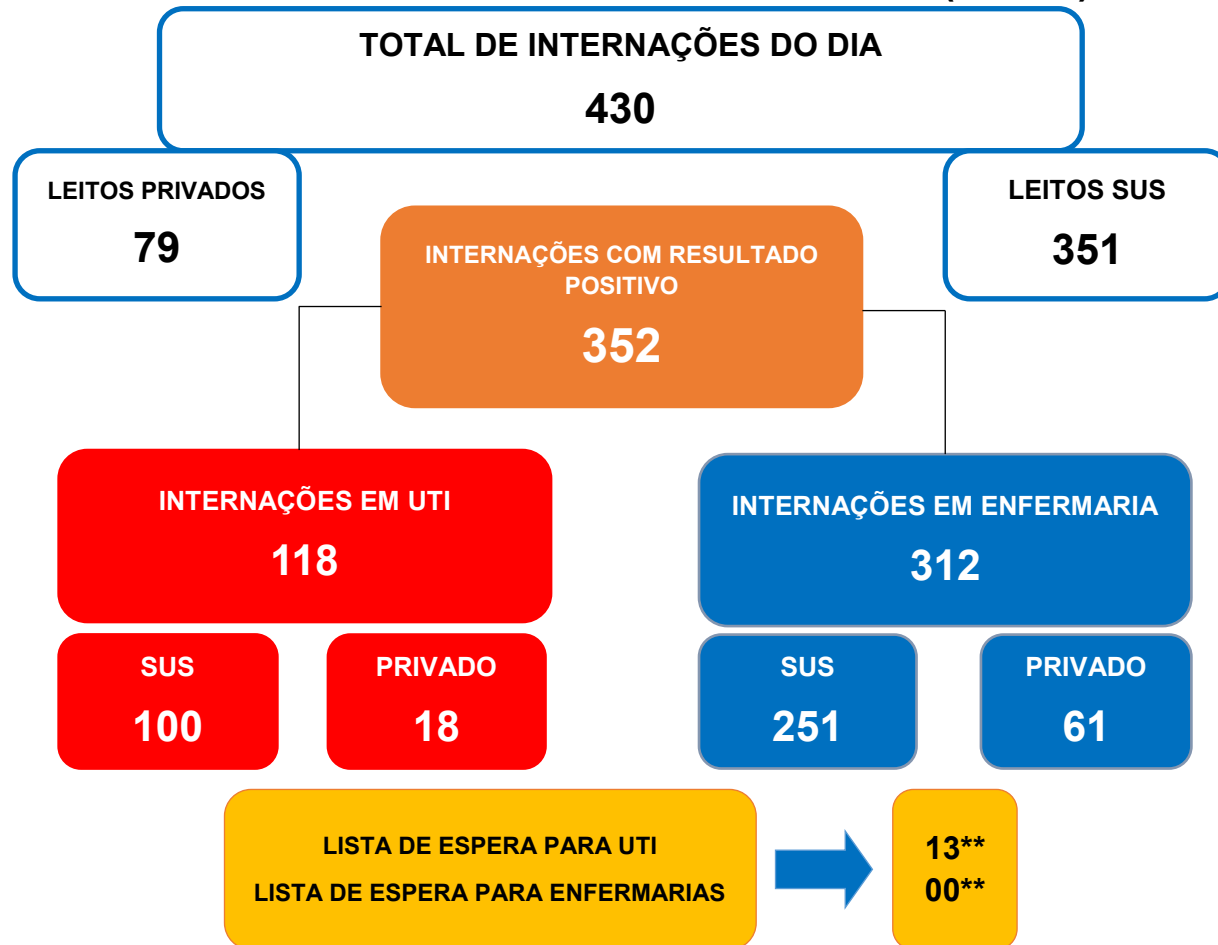 TOTAL DE INTERNAÇÕES DO DIA
430
LEITOS PRIVADOS
79
LEITOS SUS
351
INTERNAÇÕES COM RESULTADO
POSITIVO
352
INTERNAÇÕES EM UTI
118
INTERNAÇÕES EM ENFERMARIA
312
SUS
100
PRIVADO
18
SUS
251
PRIVADO
61
LISTA DE ESPERA PARA UTI
LISTA DE ESPERA PARA ENFERMARIAS
13**
00**